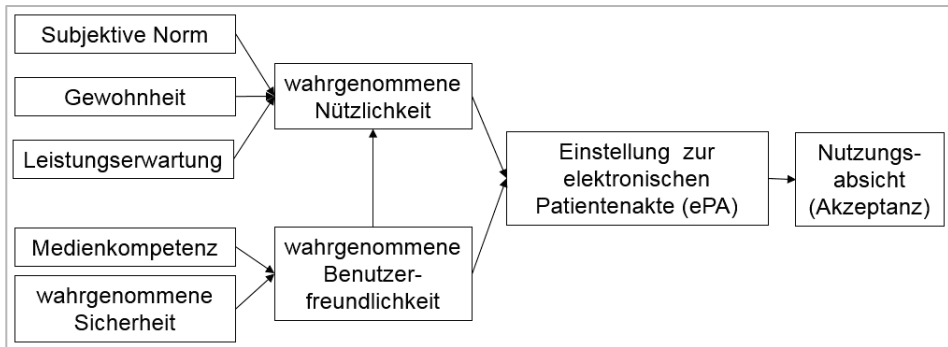 Subjektive Norm
Gewohnheit
Leistungserwartung
wahrgenommene
Nützlichkeit
Medienkompetenz
wahrgenommene
Sicherheit
wahrgenommene
Benutzer-
freundlichkeit
Einstellung zur
elektronischen
Patientenakte (ePA)
Nutzungs-
absicht
(Akzeptanz)